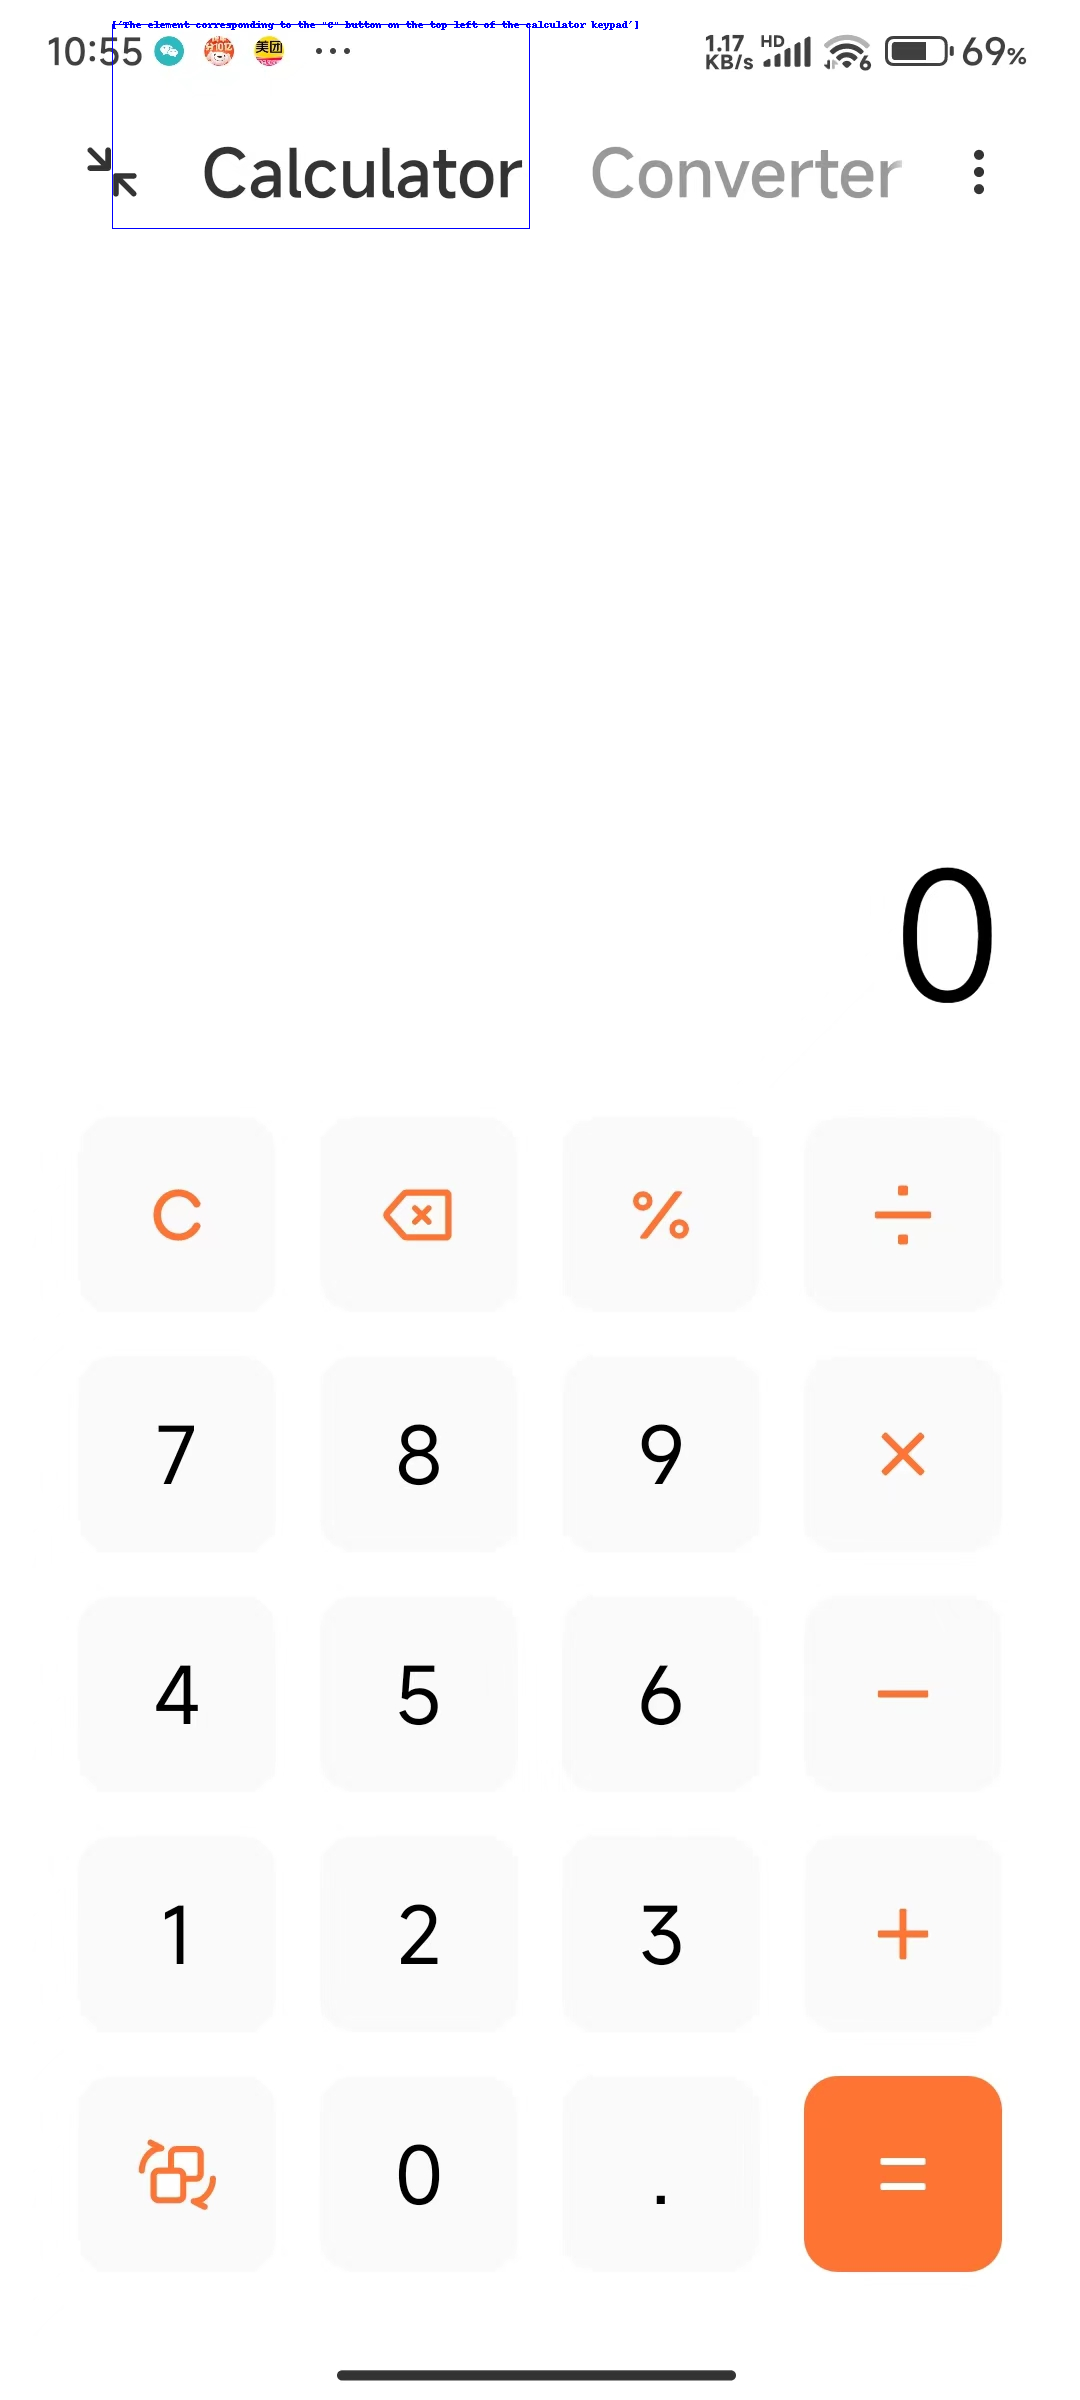 ['The element corresponding to the "C" button on the top left of the calculator keypad']
10:55 美团 ... 1.17 KB/s HD 6 69%
Calculator Converter
0
C % ÷
7 8 9 ×
4 5 6 −
1 2 3 +
0 . =